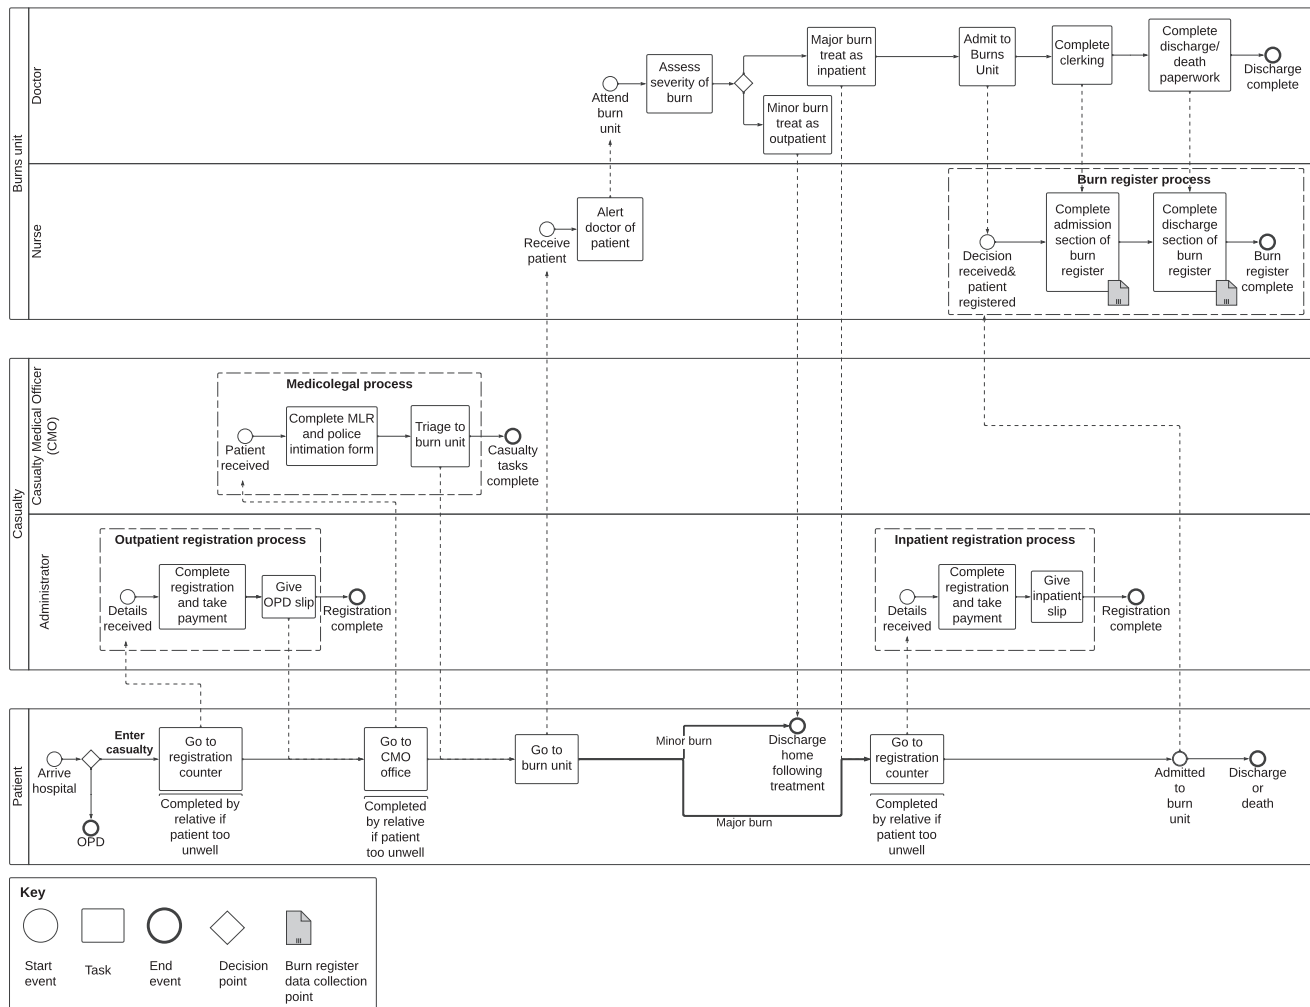 Burns unit
Doctor
Attend
burn
unit
Assess
severity of
burn
Major burn
treat as
inpatient
Minor burn
treat as
outpatient
Admit to
Burns
Unit
Complete
clerking
Complete
discharge/
death
paperwork
Discharge
complete
Nurse
Receive
patient
Alert
doctor of
patient
Burn register process
Decision
received&
patient
registered
Complete
admission
section of
burn
register
Complete
discharge
section of
burn
register
Burn
register
complete
Casualty
Casualty Medical Officer
(CMO)
Medicolegal process
Patient
received
Complete MLR
and police
intimation form
Triage to
burn unit
Casualty
tasks
complete
Administrator
Outpatient registration process
Details
received
Complete
registration
and take
payment
Give
OPD slip
Registration
complete
Inpatient registration process
Details
received
Complete
registration
and take
payment
Give
inpatient
slip
Registration
complete
Patient
Arrive
hospital
OPD
Enter
casualty
Go to
registration
counter
Completed by
relative if
patient too
unwell
Go to
CMO
office
Completed
by relative
if patient
too unwell
Go to
burn unit
Minor burn
Major burn
Discharge
home
following
treatment
Go to
registration
counter
Completed
by relative if
patient too
unwell
Admitted
to
burn
unit
Discharge
or
death
Key
Start
event
Task
End
event
Decision
point
Burn register
data collection
point